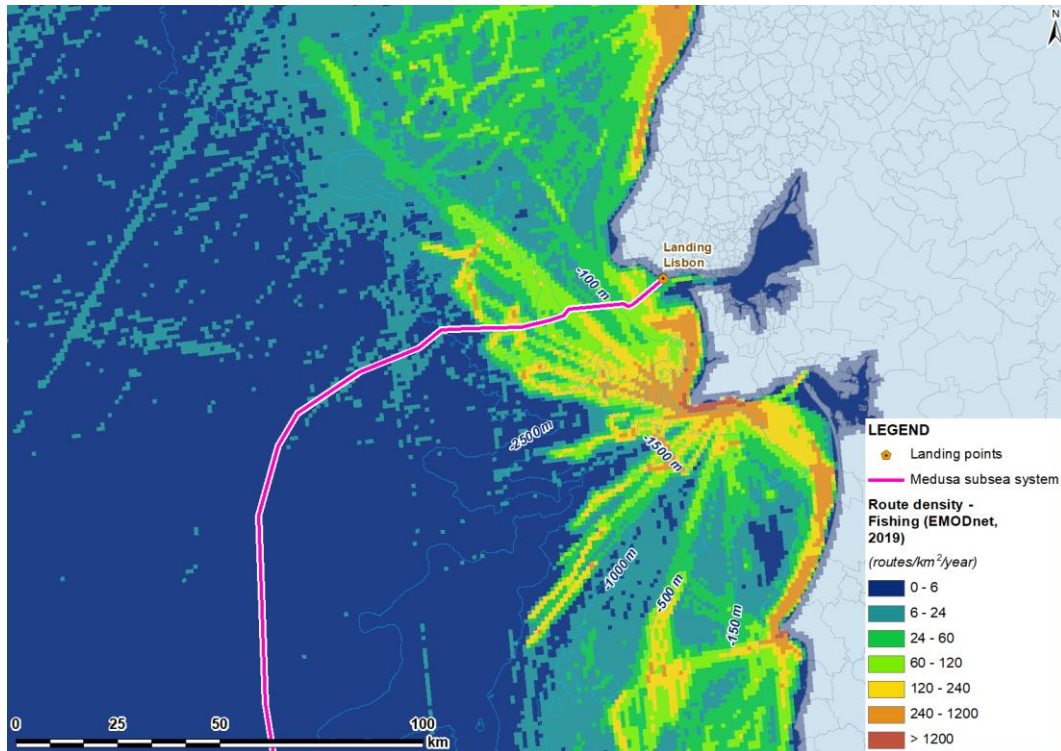 N
Landing
Lisbon
-100 m
-2500 m
-1500 m
-1000 m
-500 m
-150 m
LEGEND
Landing points
Medusa subsea system
Route density -
Fishing (EMODnet,
2019)
(routes/km²/year)
0 - 6
6 - 24
24 - 60
60 - 120
120 - 240
240 - 1200
> 1200
0 25 50 100
km